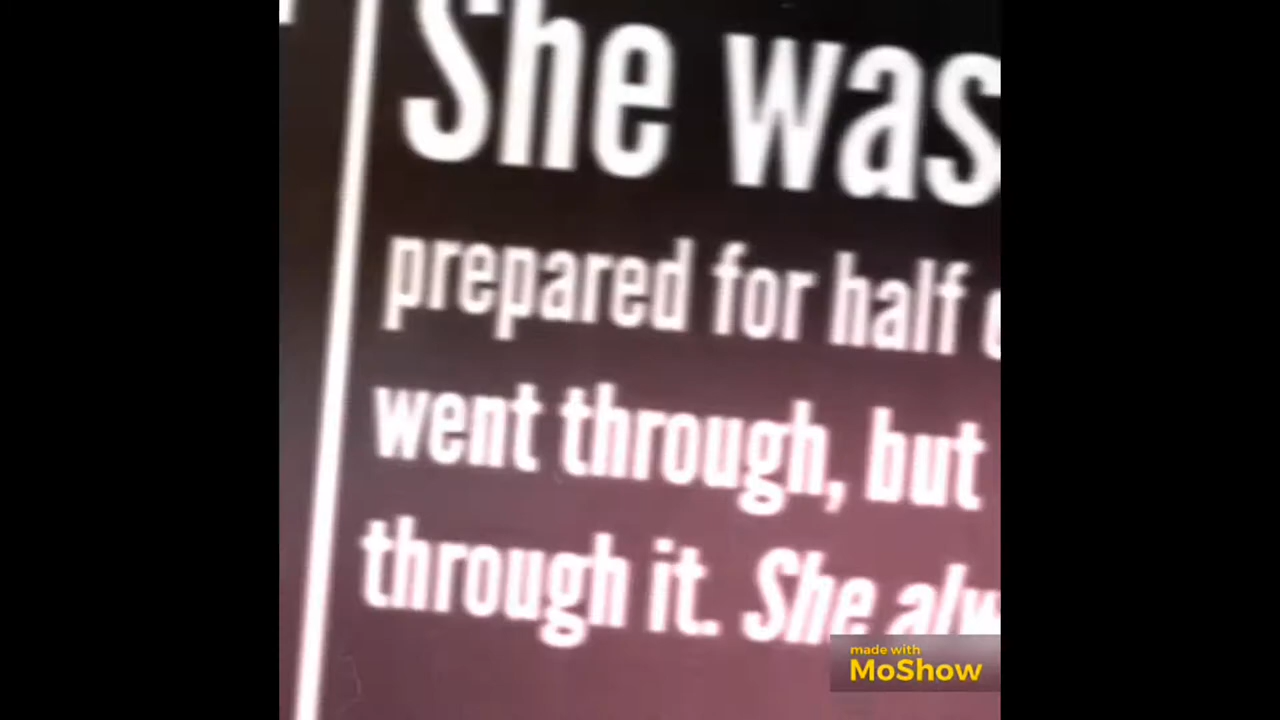 She was
prepared for half
went through, but
through it. She
made with
MoShow